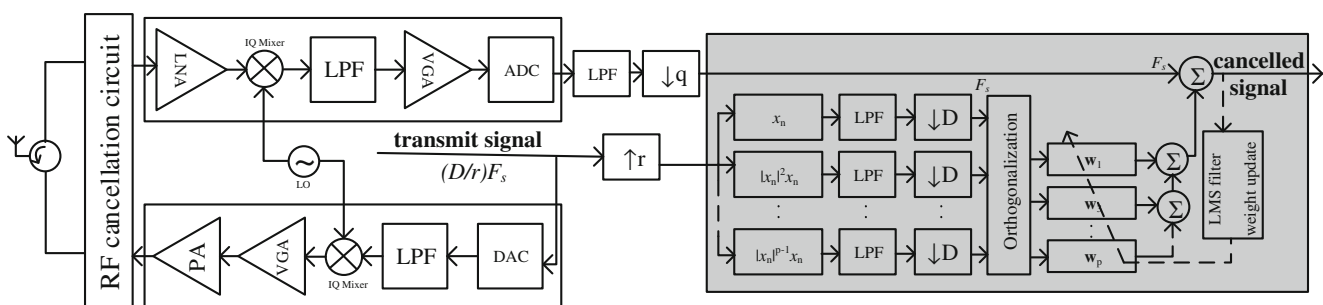 RF cancellation circuit
LNA
IQ Mixer
LPF
VGA
ADC
LPF
↓q
F_s
Σ
cancelled
signal
LO
transmit signal
(D/r)F_s
↑r
x_n
LPF
↓D
F_s
|x_n|^2x_n
LPF
↓D
|x_n|^{p-1}x_n
LPF
↓D
Orthogonalization
w_1
Σ
Σ
w_p
LMS filter
weight update
PA
VGA
IQ Mixer
LPF
DAC